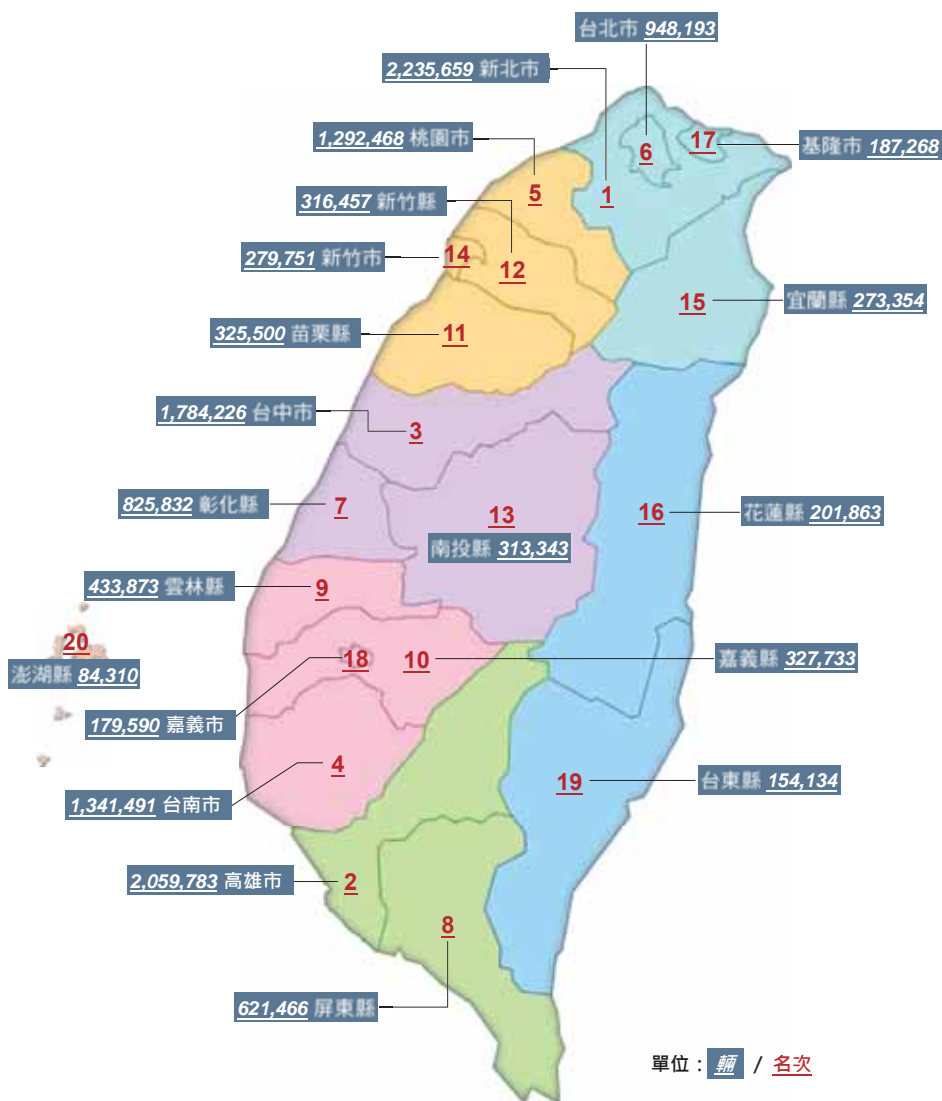 台北市 948,193
2,235,659 新北市
1,292,468 桃園市
17
基隆市 187,268
6
5
1
316,457 新竹縣
279,751 新竹市
14
12
15
宜蘭縣 273,354
325,500 苗栗縣
11
1,784,226 台中市
3
825,832 彰化縣
7
13
16
花蓮縣 201,863
南投縣 313,343
433,873 雲林縣
9
20
澎湖縣 84,310
18
10
嘉義縣 327,733
179,590 嘉義市
4
19
台東縣 154,134
1,341,491 台南市
2,059,783 高雄市
2
8
621,466 屏東縣
單位：輛 / 名次